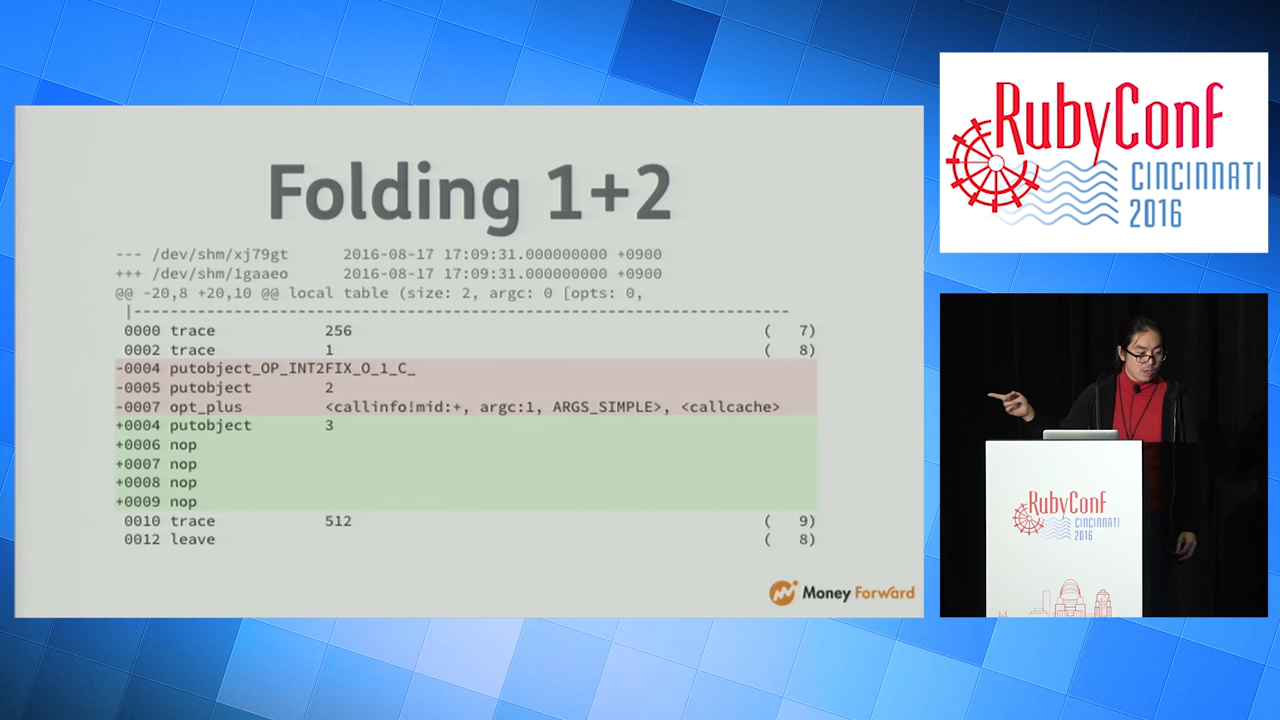 Folding 1+2
--- /dev/shm/xj79gt 2016-08-17 17:09:31.000000000 +0900
+++ /dev/shm/1gaaeo 2016-08-17 17:09:31.000000000 +0900
@@ -20,8 +20,10 @@ local table (size: 2, argc: 0 [opts: 0,
|-------------------------------------------------------------------------
0000 trace 256 ( 7)
0002 trace 1 ( 8)
-0004 putobject_OP_INT2FIX_O_1_C_
-0005 putobject 2
-0007 opt_plus <callinfo!mid:+, argc:1, ARGS_SIMPLE>, <callcache>
+0004 putobject 3
+0006 nop
+0007 nop
+0008 nop
+0009 nop
0010 trace 512 ( 9)
0012 leave ( 8)
Money Forward
RubyConf
CINCINNATI
2016
RubyConf
CINCINNATI
2016